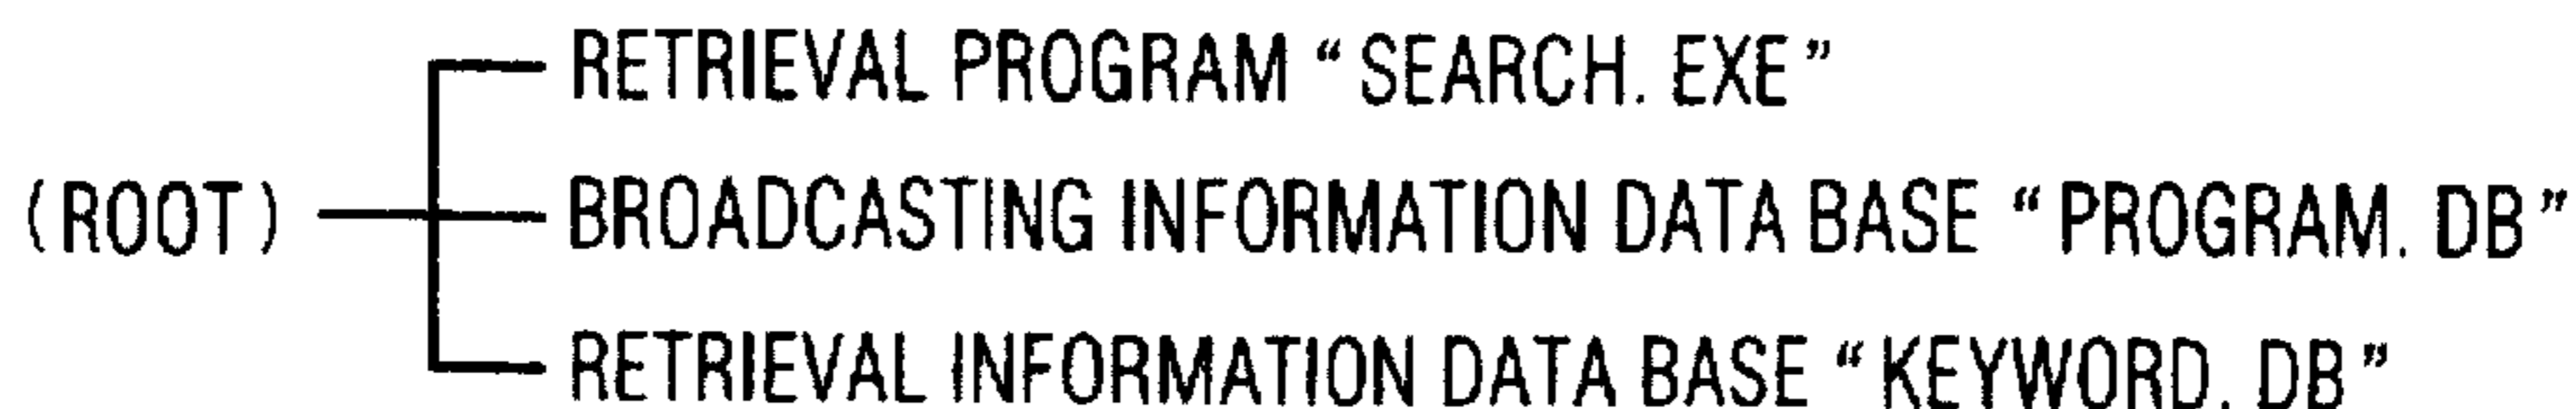 RETRIEVAL PROGRAM “SEARCH. EXE”
(ROOT) BROADCASTING INFORMATION DATA BASE “PROGRAM. DB”
RETRIEVAL INFORMATION DATA BASE “KEYWORD. DB”